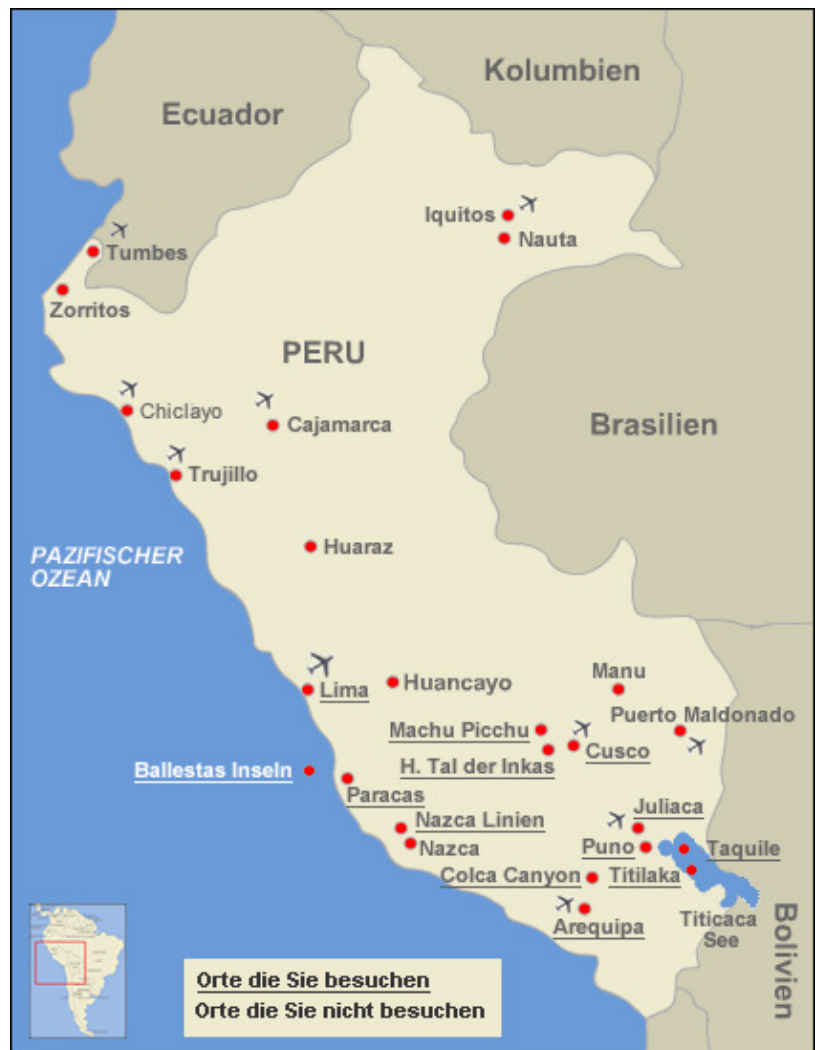 Kolumbien
Ecuador
Iquitos
Nauta
Tumbes
Zorritos
PERU
Chiclayo
Cajamarca
Brasilien
Trujillo
Huaraz
PAZIFISCHER
OZEAN
Lima
Huancayo
Manu
Puerto Maldonado
Machu Picchu
Cusco
H. Tal der Inkas
Ballestas Inseln
Paracas
Juliaca
Nazca Linien
Nazca
Puno
Taquile
Colca Canyon
Titilaka
Arequipa
Titicaca
See
Bolivien
Orte die Sie besuchen
Orte die Sie nicht besuchen